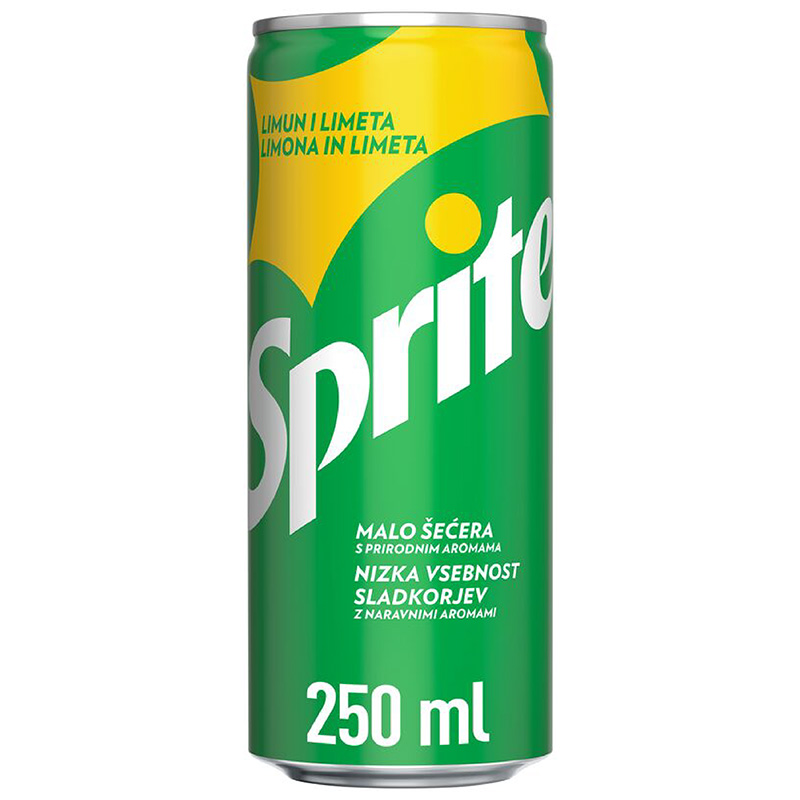 LIMUN I LIMETA
LIMONA IN LIMETA
Sprite
MALO ŠEĆERA
S PRIRODNIM AROMAMA
NIZKA VSEBNOST
SLADKORJEV
Z NARAVNIMI AROMAMI
250 ml